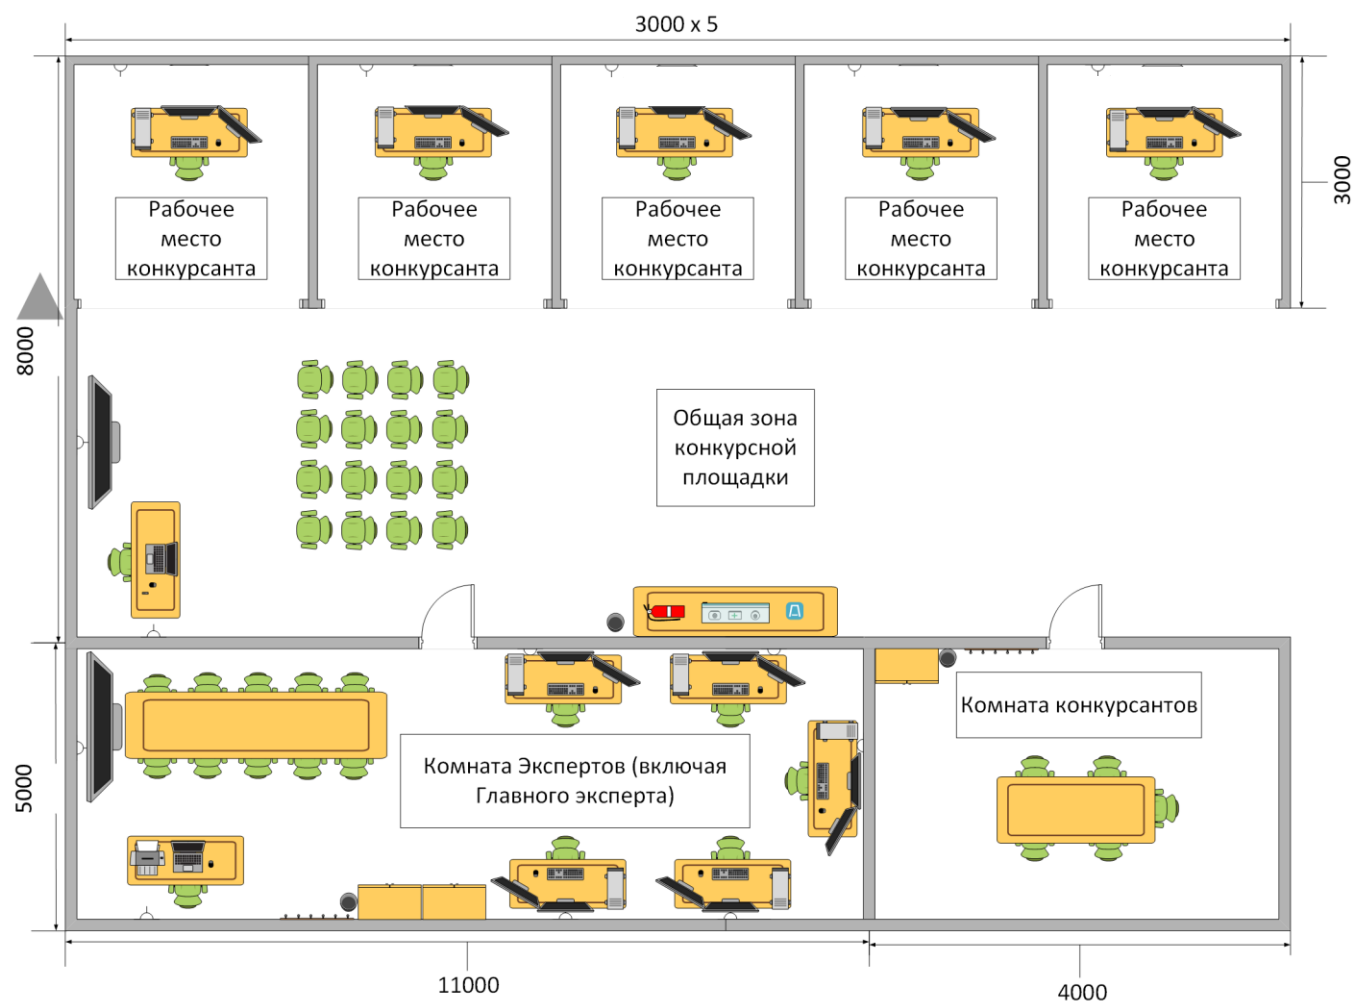 3000 x 5
3000
Рабочее
место
конкурсанта
Рабочее
место
конкурсанта
Рабочее
место
конкурсанта
Рабочее
место
конкурсанта
Рабочее
место
конкурсанта
8000
Общая зона
конкурсной
площадки
Комната конкурсантов
Комната Экспертов (включая
Главного эксперта)
5000
11000
4000